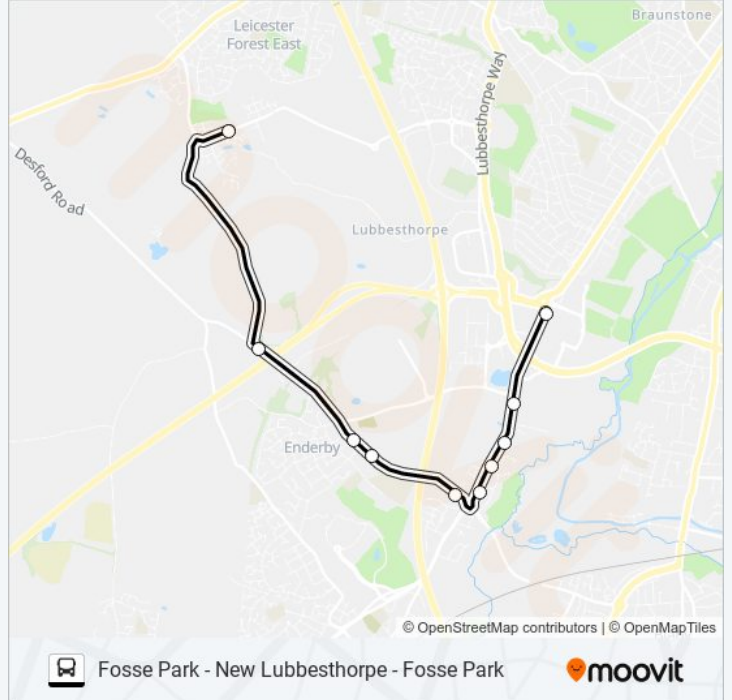 Braunstone
Leicester
Forest East
Lubbesthorpe Way
Desford Road
Lubbesthorpe
Enderby
© OpenStreetMap contributors | © OpenMapTiles
Fosse Park - New Lubbesthorpe - Fosse Park
moovit